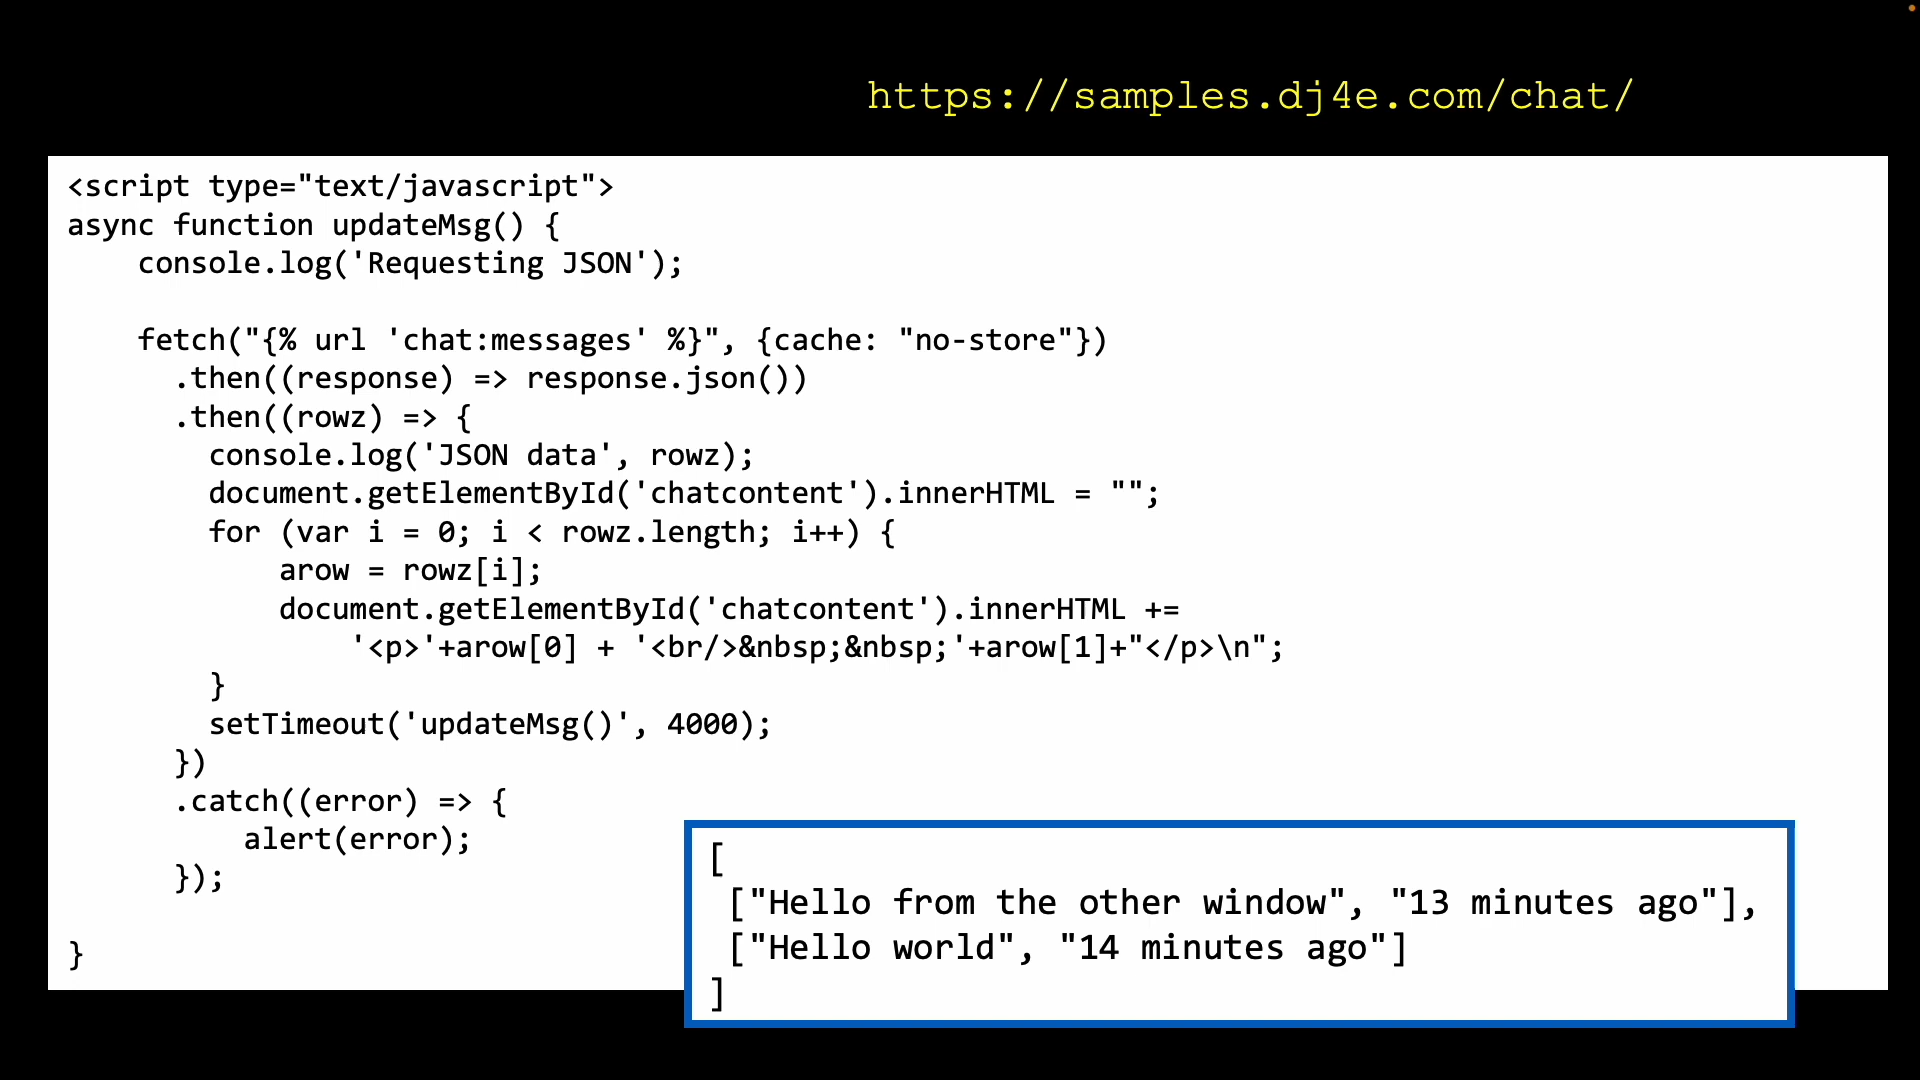 https://samples.dj4e.com/chat/
<script type="text/javascript">
async function updateMsg() {
    console.log('Requesting JSON');

    fetch("{% url 'chat:messages' %}", {cache: "no-store"})
      .then((response) => response.json())
      .then((rowz) => {
        console.log('JSON data', rowz);
        document.getElementById('chatcontent').innerHTML = "";
        for (var i = 0; i < rowz.length; i++) {
            arow = rowz[i];
            document.getElementById('chatcontent').innerHTML +=
                '<p>'+arow[0] + '<br/>&nbsp;&nbsp;'+arow[1]+"</p>\n";
        }
        setTimeout('updateMsg()', 4000);
      })
      .catch((error) => {
          alert(error);
      });

}
[
 ["Hello from the other window", "13 minutes ago"],
 ["Hello world", "14 minutes ago"]
]